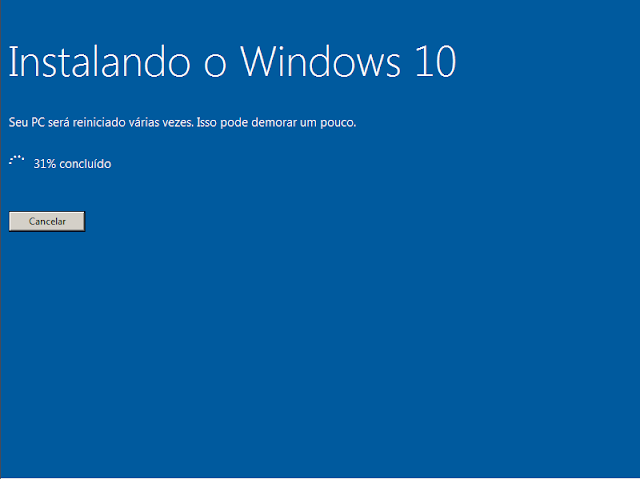 Instalando o Windows 10
Seu PC será reiniciado várias vezes. Isso pode demorar um pouco.
31% concluído
Cancelar